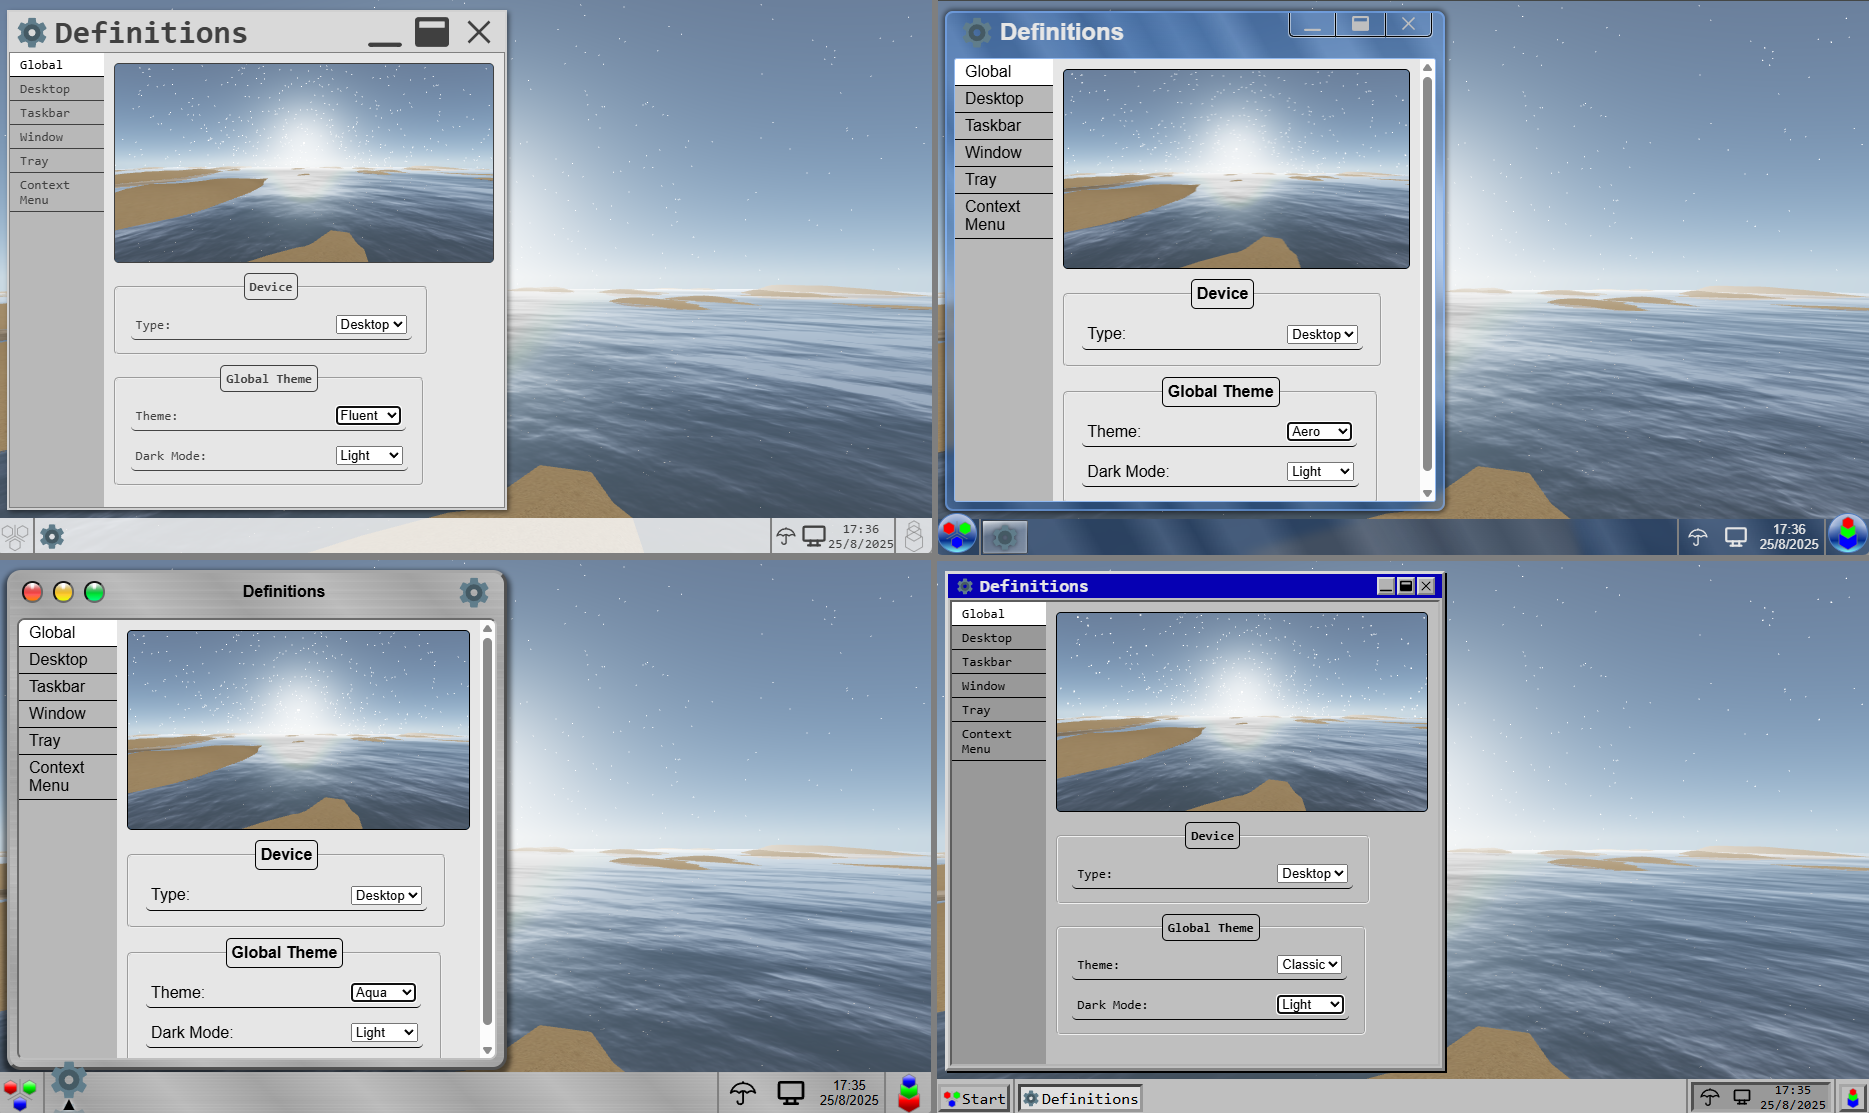 Definitions
Global
Desktop
Taskbar
Window
Tray
Context
Menu
Device
Type:
Desktop
Global Theme
Theme:
Fluent
Dark Mode:
Light
17:36
25/8/2025
Definitions
Global
Desktop
Taskbar
Window
Tray
Context
Menu
Device
Type:
Desktop
Global Theme
Theme:
Aero
Dark Mode:
Light
17:36
25/8/2025
Definitions
Global
Desktop
Taskbar
Window
Tray
Context
Menu
Device
Type:
Desktop
Global Theme
Theme:
Aqua
Dark Mode:
Light
17:35
25/8/2025
Definitions
Global
Desktop
Taskbar
Window
Tray
Context
Menu
Device
Type:
Desktop
Global Theme
Theme:
Classic
Dark Mode:
Light
Start
Definitions
17:35
25/8/2025